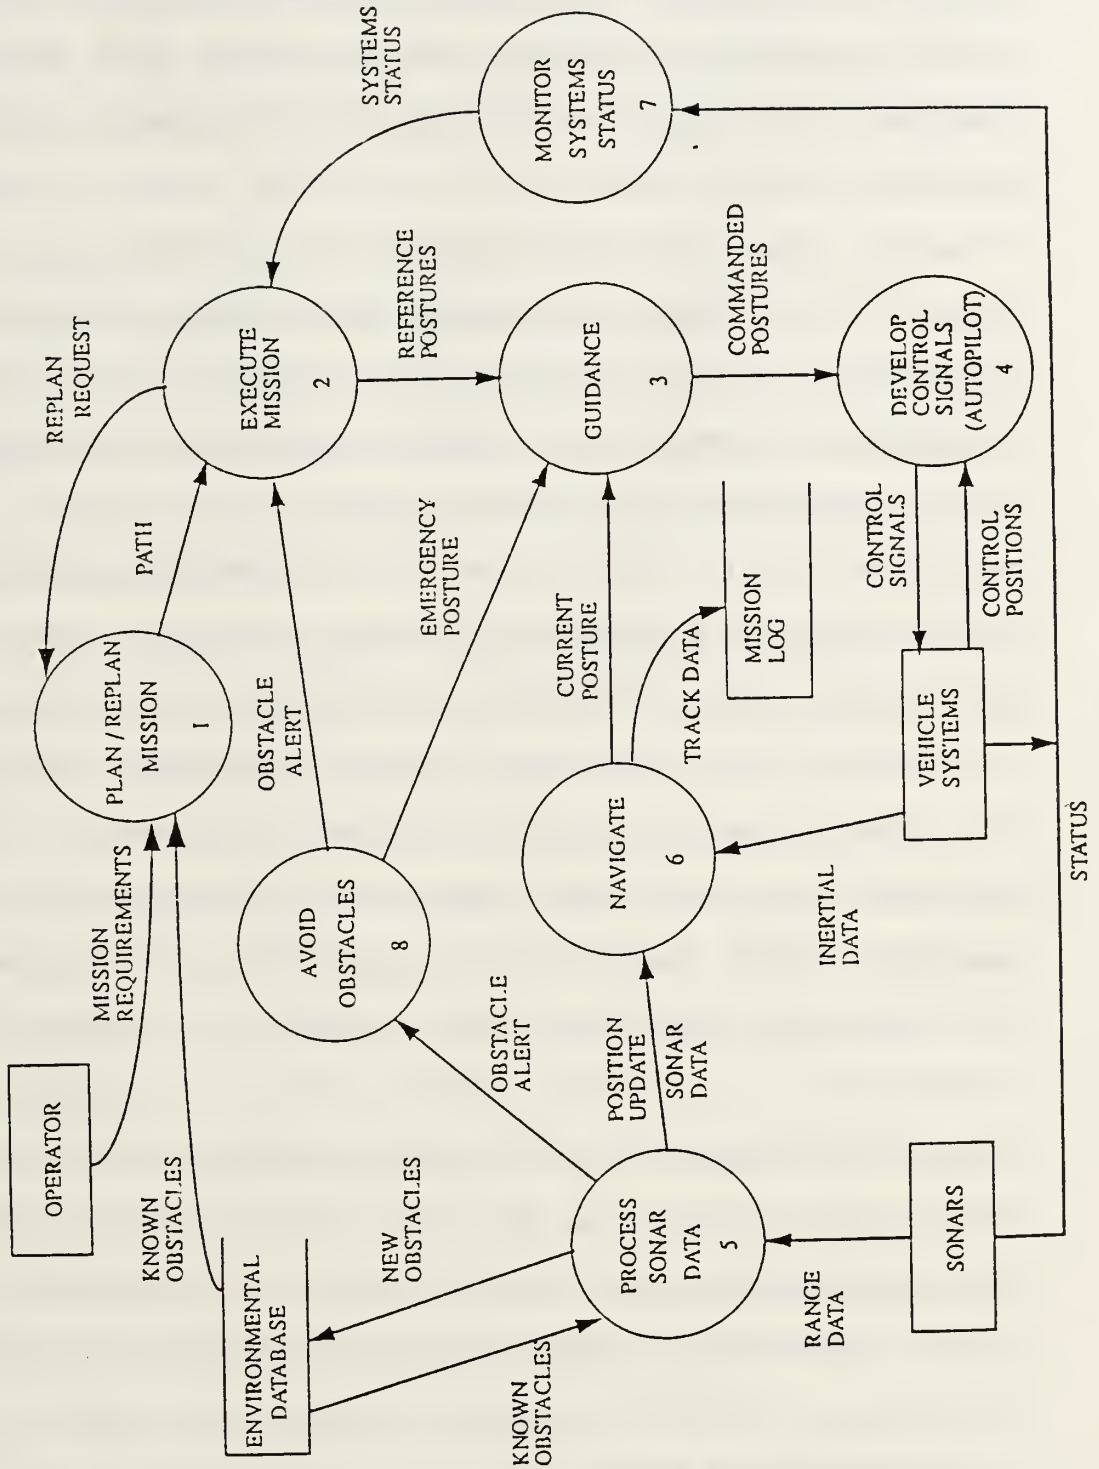 OPERATOR
MISSION
REQUIREMENTS
KNOWN
OBSTACLES
PLAN / REPLAN
MISSION
1
REPLAN
REQUEST
PATH
ENVIRONMENTAL
DATABASE
NEW
OBSTACLES
KNOWN
OBSTACLES
OBSTACLE
ALERT
AVOID
OBSTACLES
8
OBSTACLE
ALERT
EXECUTE
MISSION
2
SYSTEMS
STATUS
EMERGENCY
POSTURE
REFERENCE
POSTURES
MONITOR
SYSTEMS
STATUS
7
PROCESS
SONAR
DATA
5
POSITION
UPDATE
SONAR
DATA
NAVIGATE
6
CURRENT
POSTURE
TRACK DATA
GUIDANCE
3
MISSION
LOG
COMMANDED
POSTURES
RANGE
DATA
INERTIAL
DATA
CONTROL
SIGNALS
DEVELOP
CONTROL
SIGNALS
(AUTOPILOT)
4
CONTROL
POSITIONS
SONARS
VEHICLE
SYSTEMS
STATUS